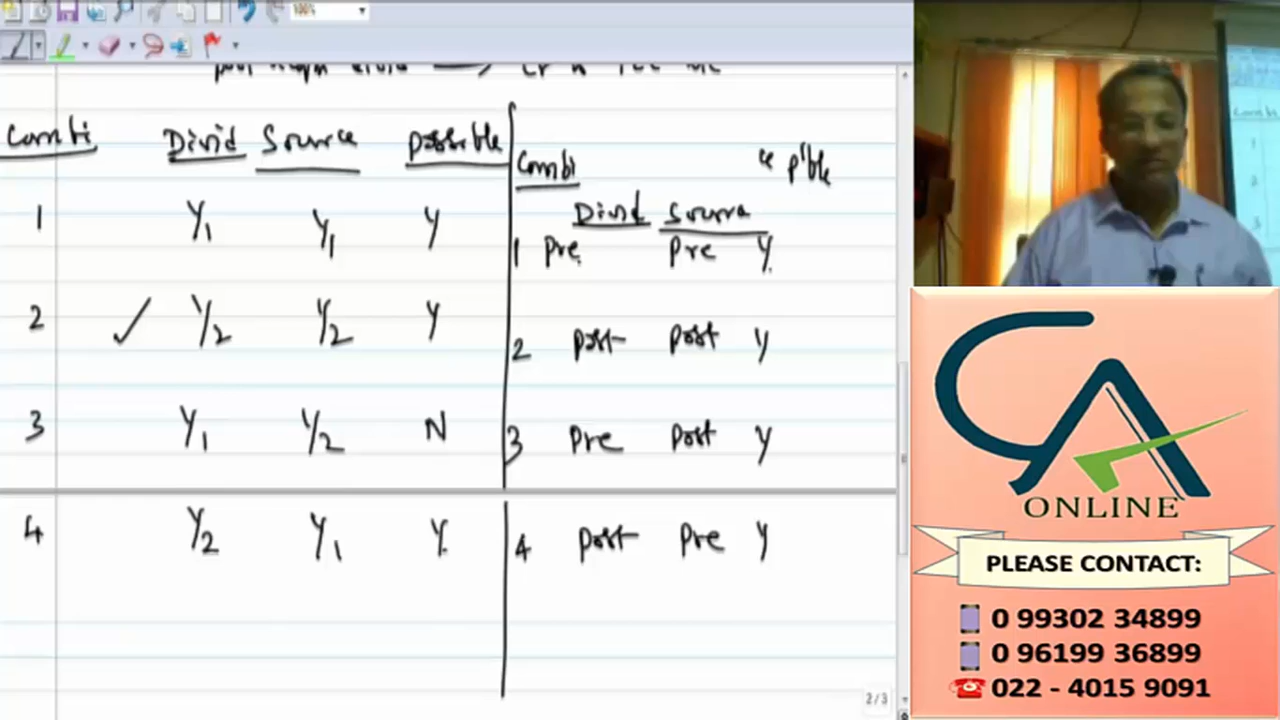 100%
Combi Divid Source Possible
1 Y1 Y1 Y
2 ✓ Y2 Y2 Y
3 Y1 Y2 N
4 Y2 Y1 Y
Combi p'ble
Divid Source
1 Pre Pre Y
2 Post Post Y
3 Pre Post Y
4 Post Pre Y
2/3
CA
ONLINE
PLEASE CONTACT:
0 99302 34899
0 96199 36899
022 - 4015 9091